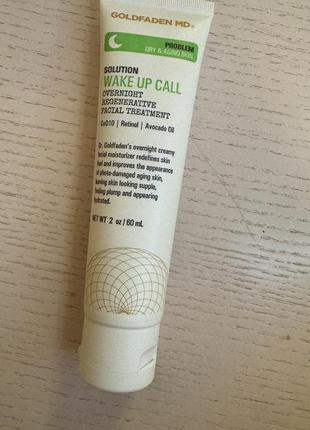 GOLDFADEN MD®
PROBLEM
DRY & AGING SKIN
SOLUTION
WAKE UP CALL
OVERNIGHT
REGENERATIVE
FACIAL TREATMENT
CoQ10 | Retinol | Avocado Oil
Dr. Goldfaden's overnight creamy
facial moisturizer redefines skin
feel and improves the appearance
of photo-damaged aging skin,
leaving skin looking supple,
feeling plump and appearing
hydrated.
NET WT 2 oz/60 mL